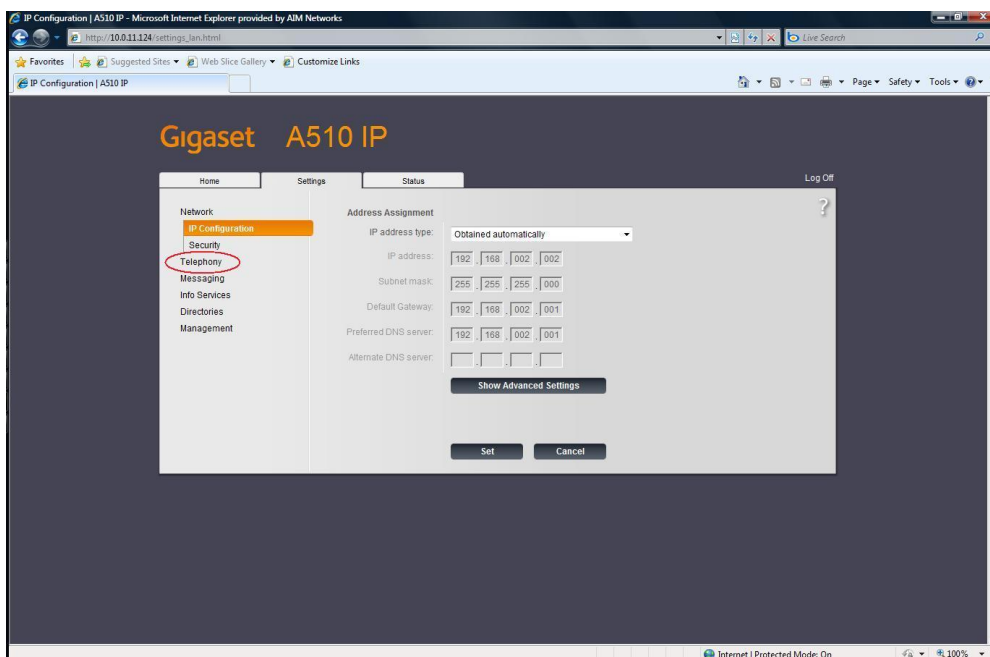 IP Configuration | A510 IP - Microsoft Internet Explorer provided by AIM Networks
http://10.0.11.124/settings_lan.html
Live Search
Favorites Suggested Sites Web Slice Gallery Customize Links
IP Configuration | A510 IP
Page Safety Tools
Gigaset A510 IP
Home Settings Status Log Off
?
Network
IP Configuration
Security
Telephony
Messaging
Info Services
Directories
Management
Address Assignment
IP address type: Obtained automatically
IP address: 192 . 168 . 002 . 002
Subnet mask: 255 . 255 . 255 . 000
Default Gateway: 192 . 168 . 002 . 001
Preferred DNS server: 192 . 168 . 002 . 001
Alternate DNS server: . . .
Show Advanced Settings
Set Cancel
Internet | Protected Mode: On 100%